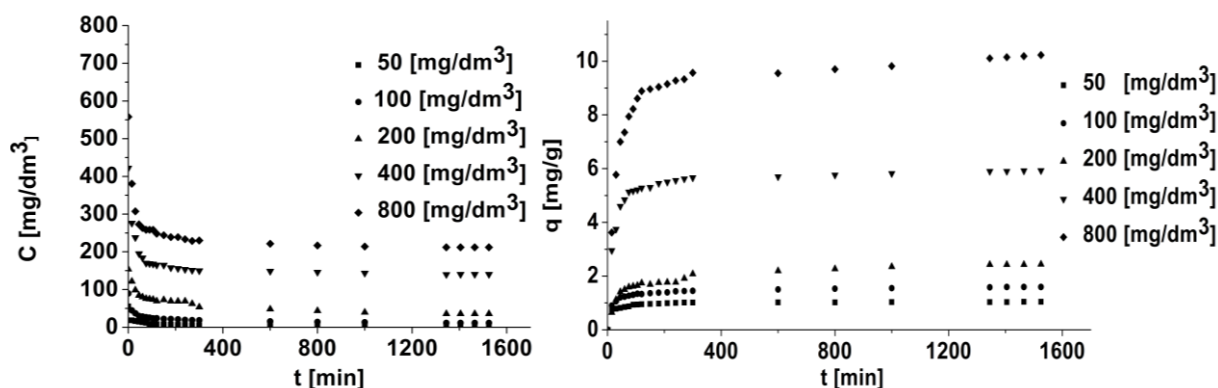 800
700
600
500
400
300
200
100
0
C [mg/dm³]
0 400 800 1200 1600
t [min]
50 [mg/dm³]
100 [mg/dm³]
200 [mg/dm³]
400 [mg/dm³]
800 [mg/dm³]
10
8
6
4
2
0
q [mg/g]
400 800 1200 1600
t [min]
50 [mg/dm³]
100 [mg/dm³]
200 [mg/dm³]
400 [mg/dm³]
800 [mg/dm³]